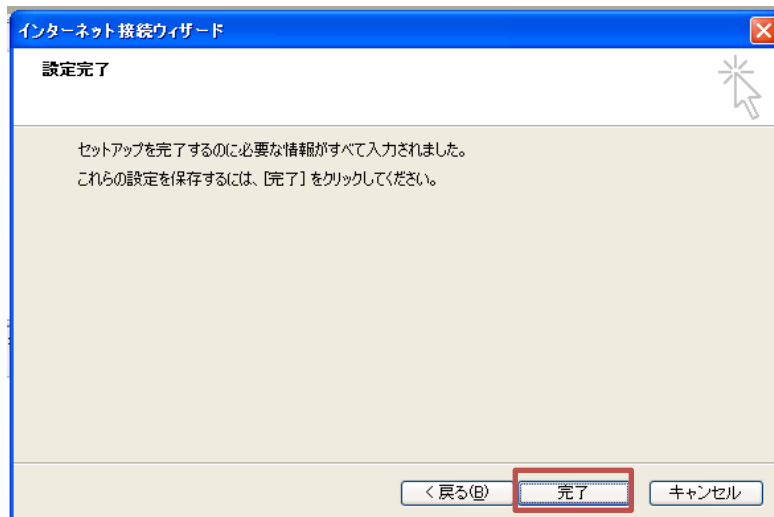 インターネット接続ウィザード
設定完了
セットアップを完了するのに必要な情報がすべて入力されました。
これらの設定を保存するには、[完了] をクリックしてください。
< 戻る(B)
完了
キャンセル